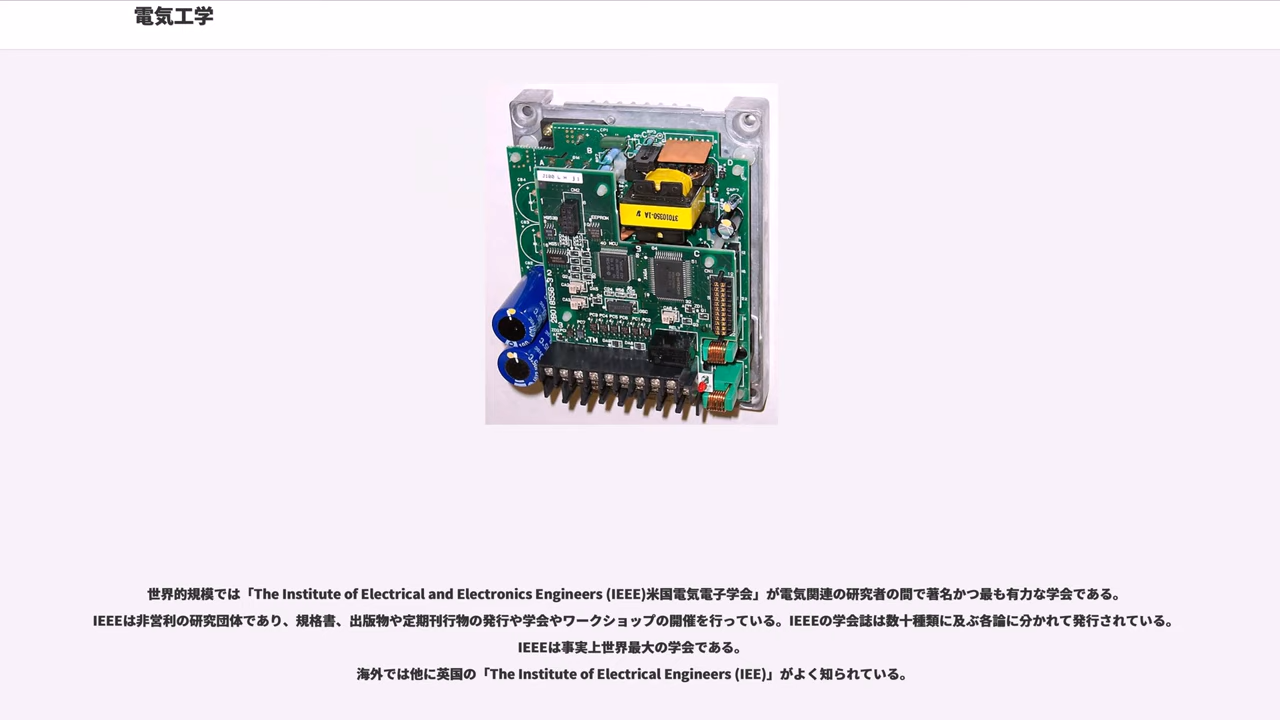 電気工学
世界的規模では「The Institute of Electrical and Electronics Engineers (IEEE)米国電気電子学会」が電気関連の研究者の間で著名かつ最も有力な学会である。
IEEEは非営利の研究団体であり、規格書、出版物や定期刊行物の発行や学会やワークショップの開催を行っている。IEEEの学会誌は数十種類に及ぶ各論に分かれて発行されている。
IEEEは事実上世界最大の学会である。
海外では他に英国の「The Institute of Electrical Engineers (IEE)」がよく知られている。
3T010350-1A
EEPROM
CN2
2B018556-3
C
D
B
A
CN1
TM